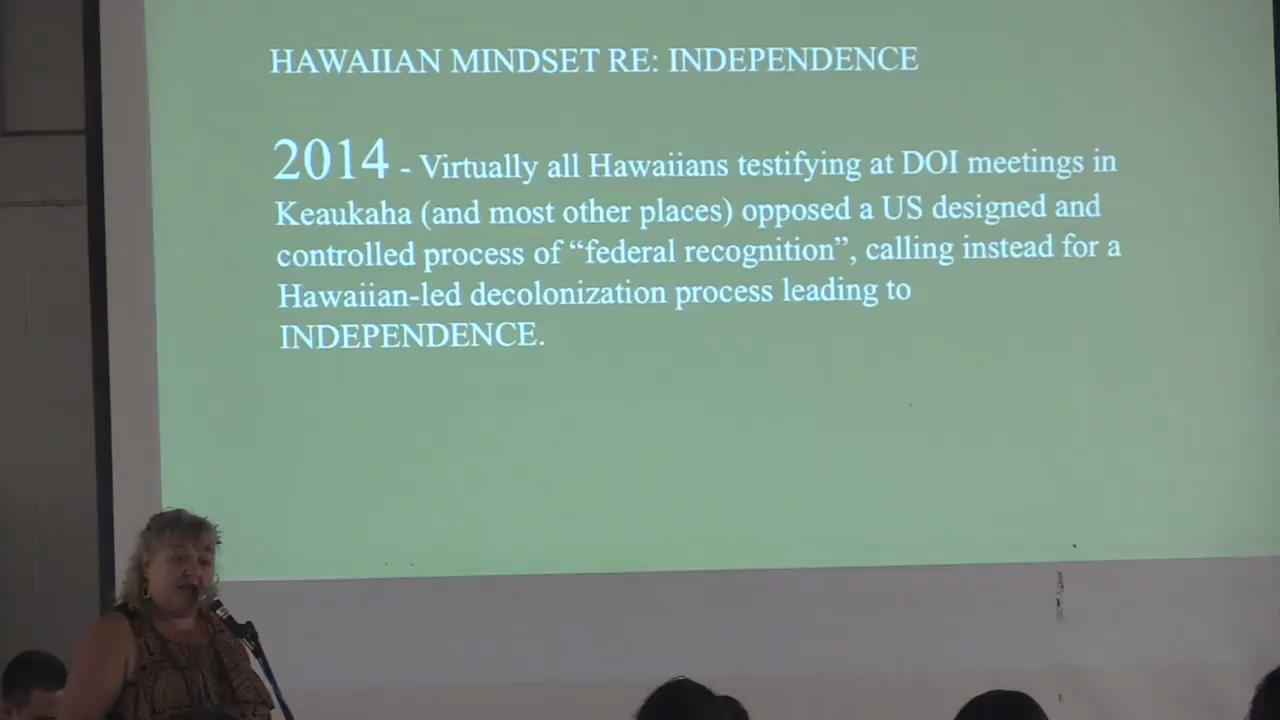 HAWAIIAN MINDSET RE: INDEPENDENCE
2014 - Virtually all Hawaiians testifying at DOI meetings in
Keaukaha (and most other places) opposed a US designed and
controlled process of “federal recognition”, calling instead for a
Hawaiian-led decolonization process leading to
INDEPENDENCE.